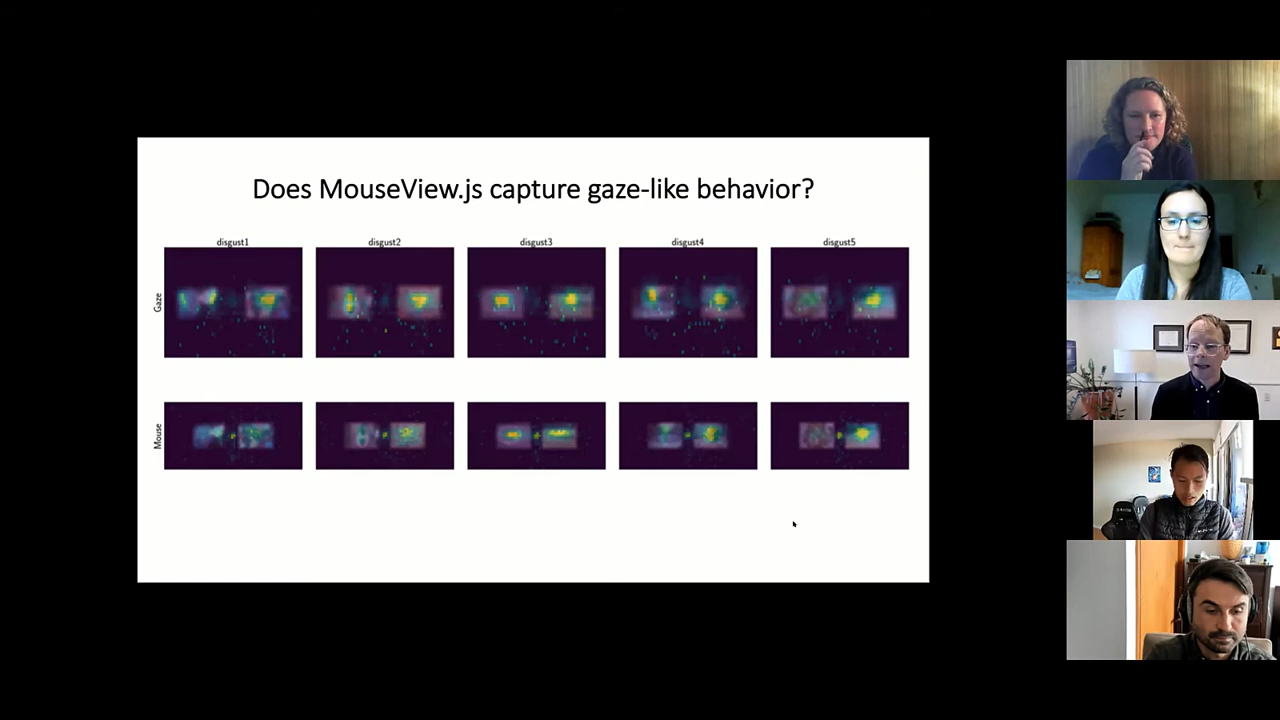 Does MouseView.js capture gaze-like behavior?
disgust1 disgust2 disgust3 disgust4 disgust5
Gaze
Mouse